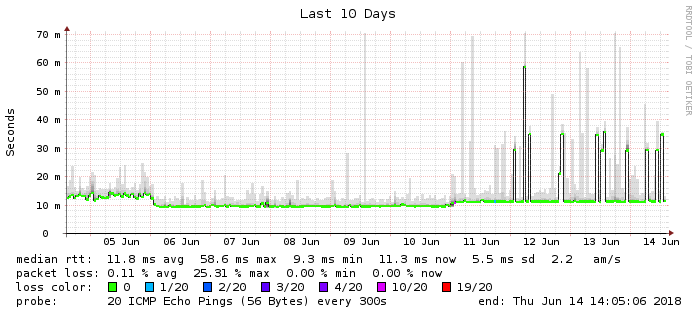 Last 10 Days
RRDTOOL / TOBI OETIKER
Seconds
70 m
60 m
50 m
40 m
30 m
20 m
10 m
0
05 Jun 06 Jun 07 Jun 08 Jun 09 Jun 10 Jun 11 Jun 12 Jun 13 Jun 14 Jun
median rtt: 11.8 ms avg 58.6 ms max 9.3 ms min 11.3 ms now 5.5 ms sd 2.2 am/s
packet loss: 0.11 % avg 25.31 % max 0.00 % min 0.00 % now
loss color: 0 1/20 2/20 3/20 4/20 10/20 19/20
probe: 20 ICMP Echo Pings (56 Bytes) every 300s end: Thu Jun 14 14:05:06 2018